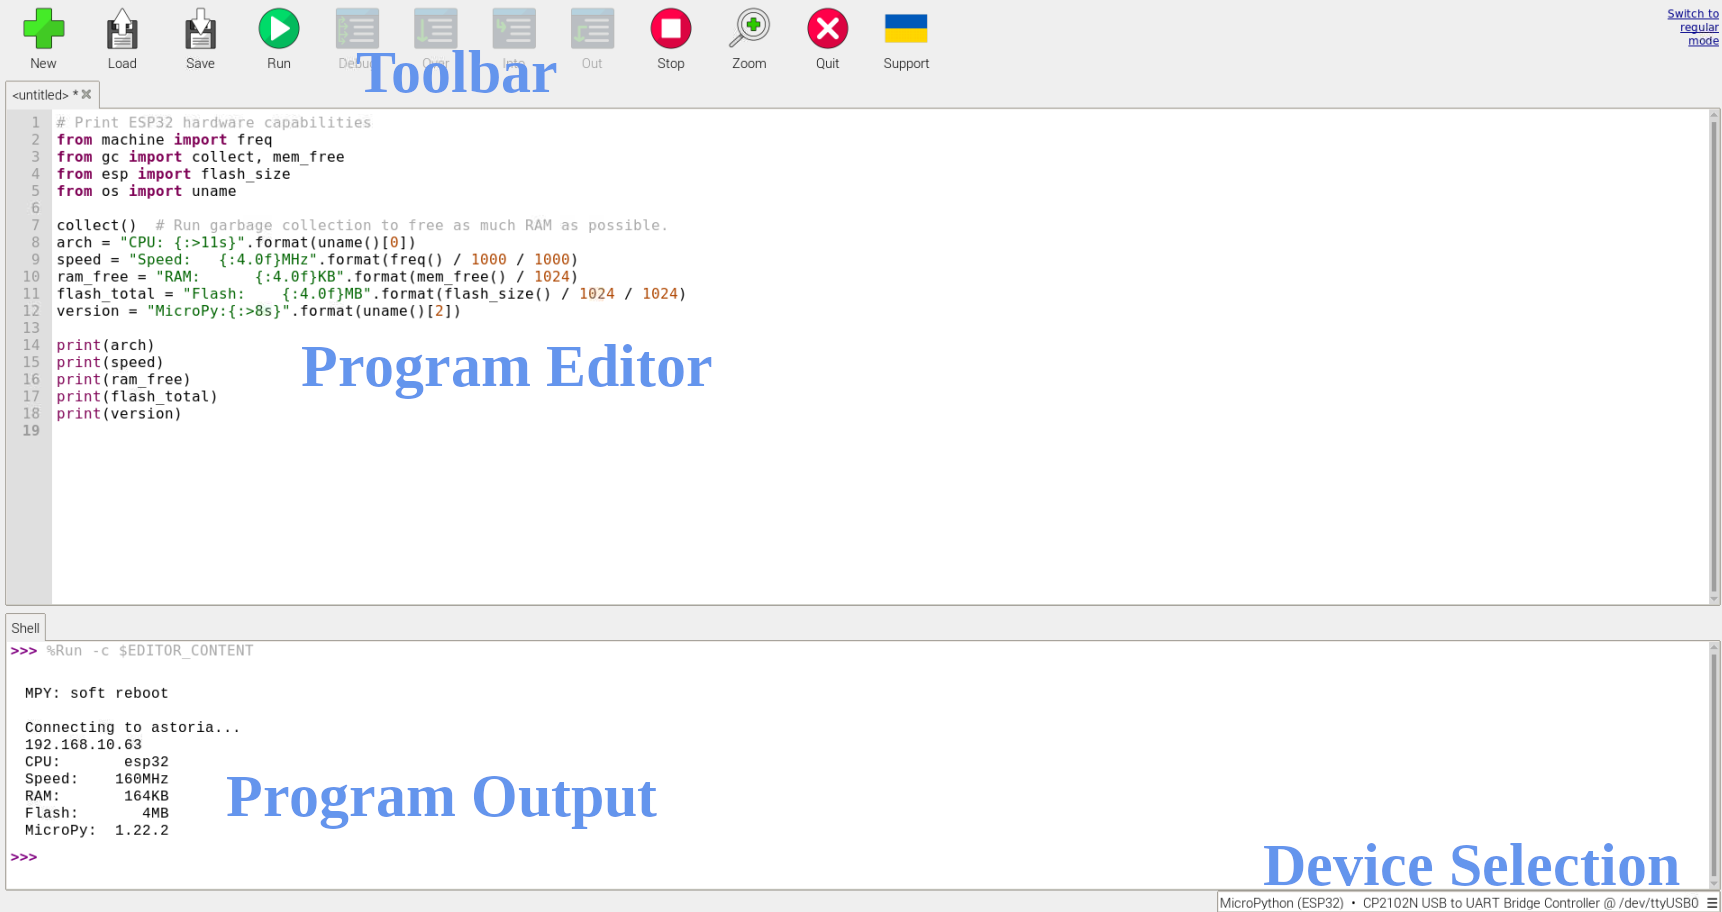 New Load Save Run Debug Over Into Out Stop Zoom Quit Support
Switch to
regular
mode
Toolbar
<untitled> *
1 # Print ESP32 hardware capabilities
2 from machine import freq
3 from gc import collect, mem_free
4 from esp import flash_size
5 from os import uname
6
7 collect()  # Run garbage collection to free as much RAM as possible.
8 arch = "CPU: {:>11s}".format(uname()[0])
9 speed = "Speed:   {:4.0f}MHz".format(freq() / 1000 / 1000)
10 ram_free = "RAM:      {:4.0f}KB".format(mem_free() / 1024)
11 flash_total = "Flash:    {:4.0f}MB".format(flash_size() / 1024 / 1024)
12 version = "MicroPy:{:>8s}".format(uname()[2])
13
14 print(arch)
15 print(speed)
16 print(ram_free)
17 print(flash_total)
18 print(version)
19
Program Editor
Shell
>>> %Run -c $EDITOR_CONTENT
MPY: soft reboot
Connecting to astoria...
192.168.10.63
CPU:       esp32
Speed:    160MHz
RAM:       164KB
Flash:       4MB
MicroPy:  1.22.2
>>>
Program Output
Device Selection
MicroPython (ESP32) • CP2102N USB to UART Bridge Controller @ /dev/ttyUSB0 ☰